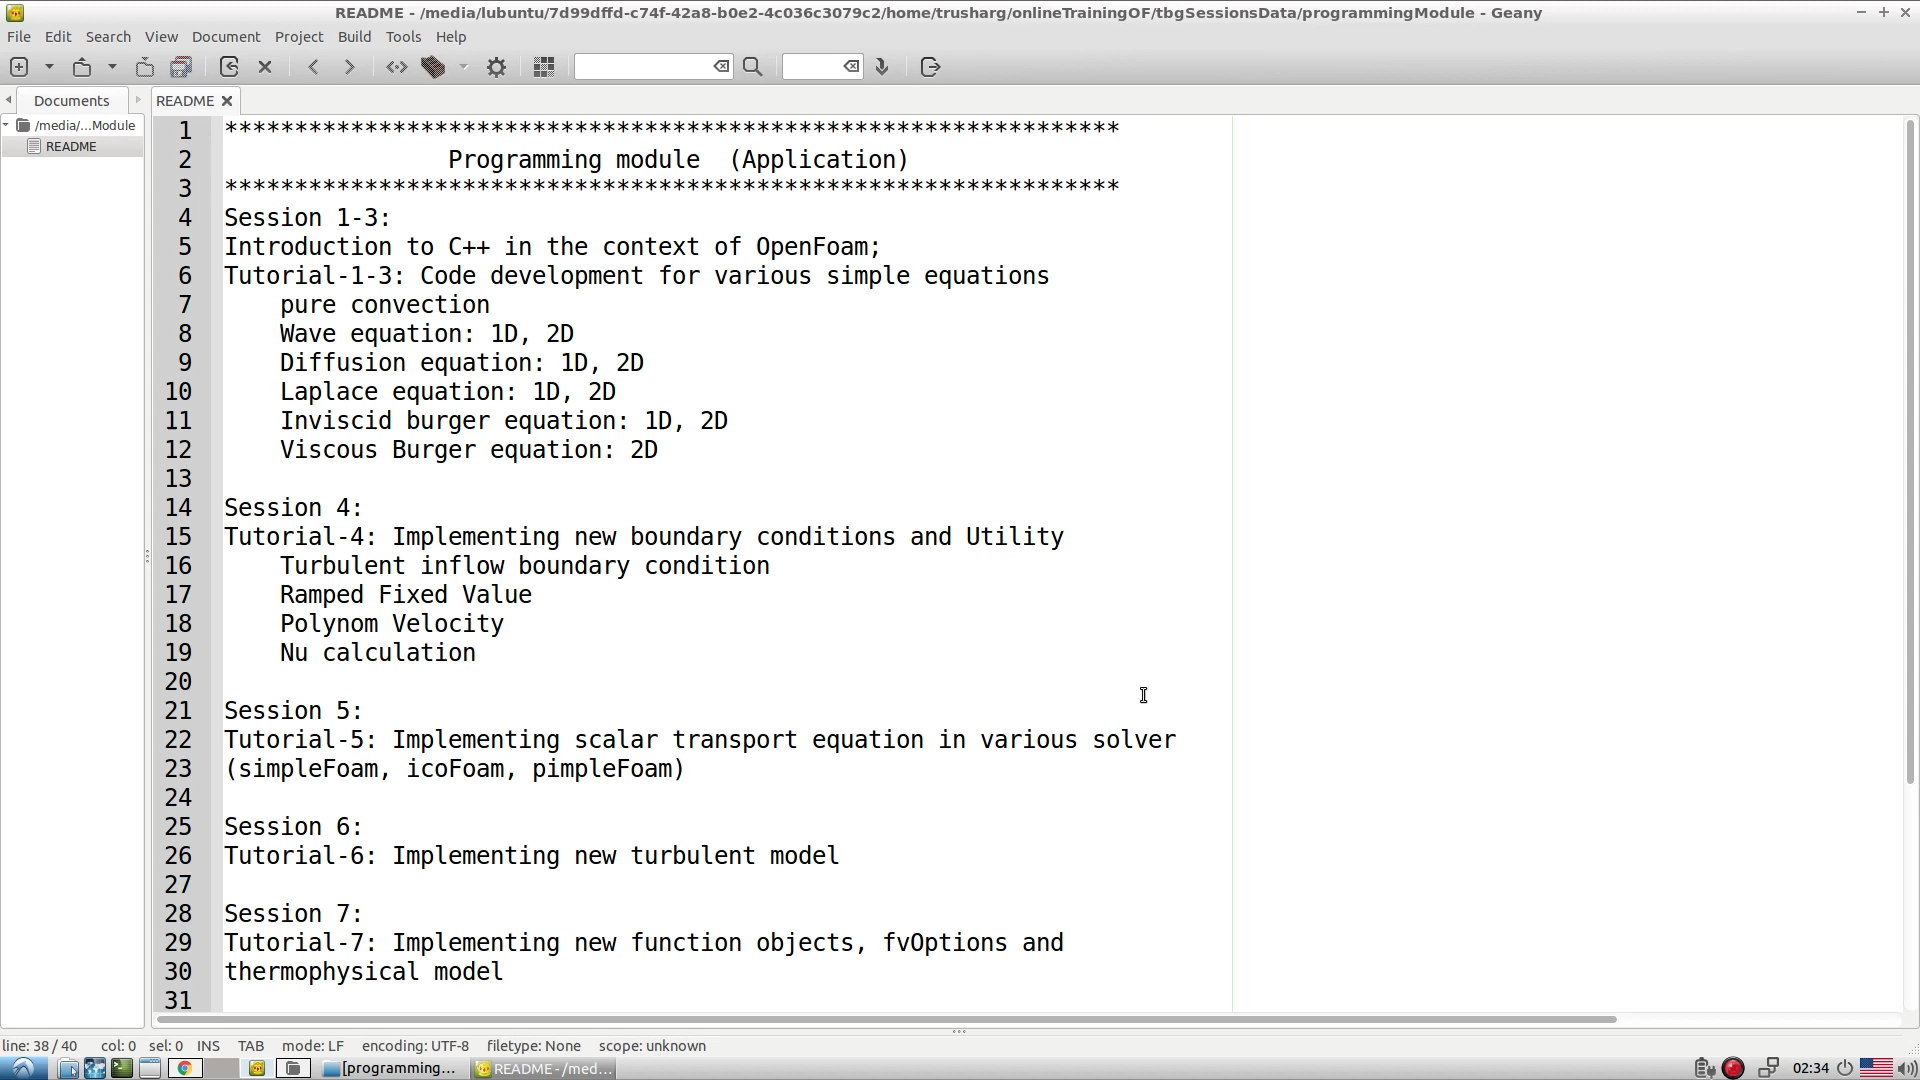 README - /media/lubuntu/7d99dffd-c74f-42a8-b0e2-4c036c3079c2/home/trusharg/onlineTrainingOF/tbgSessionsData/programmingModule - Geany
File Edit Search View Document Project Build Tools Help
Documents README
/media/...Module
README
1 ****************************************************************
2 Programming module  (Application)
3 ****************************************************************
4 Session 1-3:
5 Introduction to C++ in the context of OpenFoam;
6 Tutorial-1-3: Code development for various simple equations
7 pure convection
8 Wave equation: 1D, 2D
9 Diffusion equation: 1D, 2D
10 Laplace equation: 1D, 2D
11 Inviscid burger equation: 1D, 2D
12 Viscous Burger equation: 2D
13
14 Session 4:
15 Tutorial-4: Implementing new boundary conditions and Utility
16 Turbulent inflow boundary condition
17 Ramped Fixed Value
18 Polynom Velocity
19 Nu calculation
20
21 Session 5:
22 Tutorial-5: Implementing scalar transport equation in various solver
23 (simpleFoam, icoFoam, pimpleFoam)
24
25 Session 6:
26 Tutorial-6: Implementing new turbulent model
27
28 Session 7:
29 Tutorial-7: Implementing new function objects, fvOptions and
30 thermophysical model
31
line: 38 / 40 col: 0 sel: 0 INS TAB mode: LF encoding: UTF-8 filetype: None scope: unknown
[programming... README - /med... 02:34